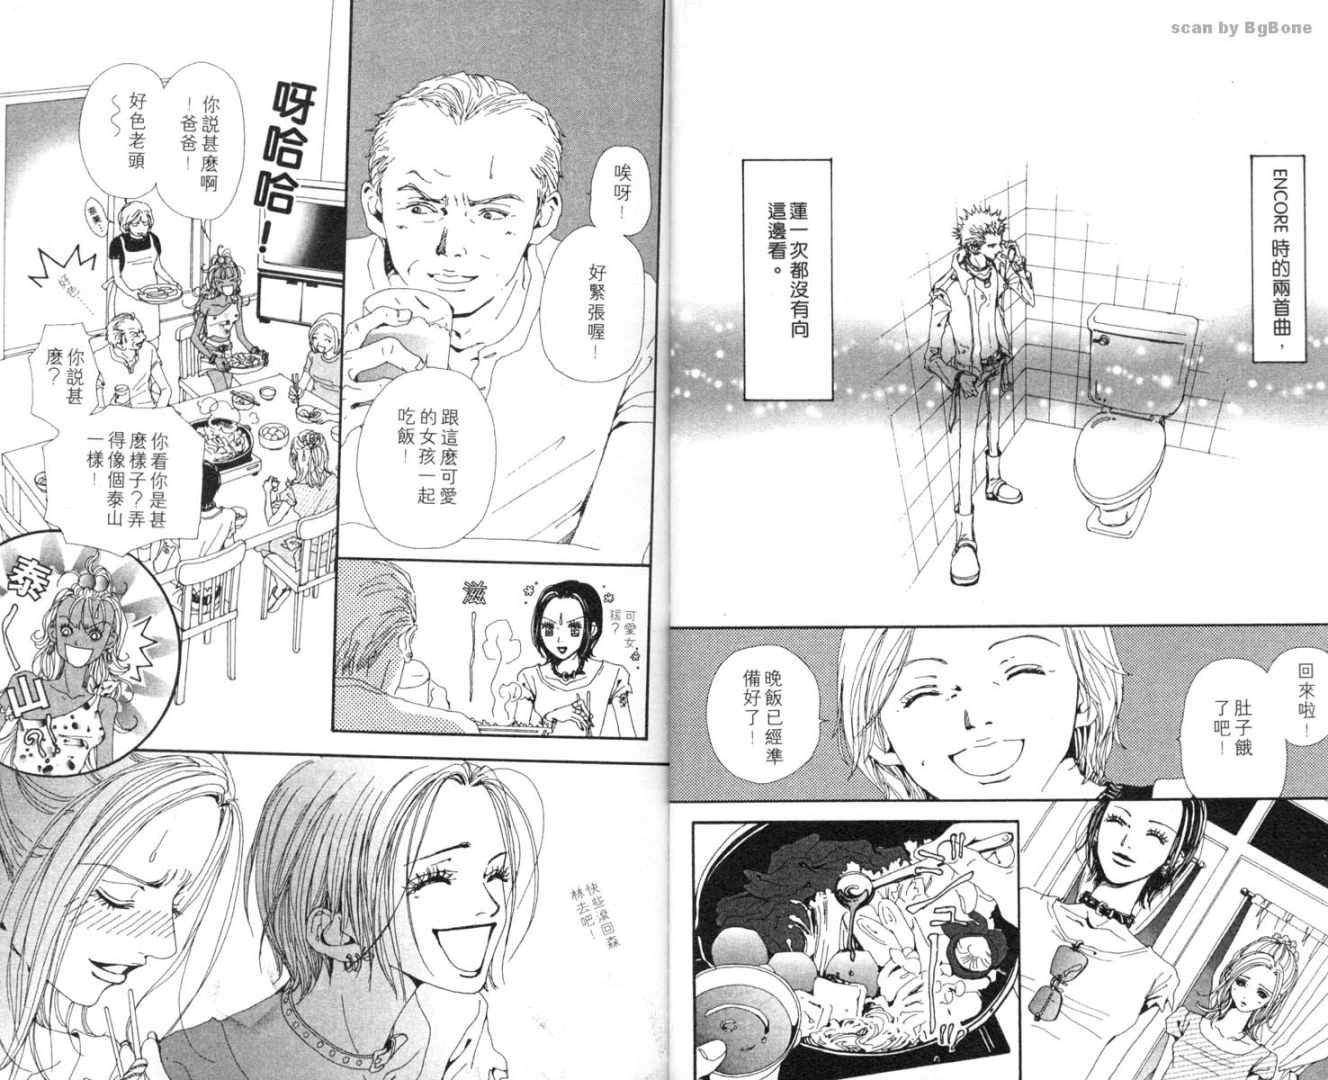 scan by BgBone
ENCORE 時的兩首曲，
蓮一次都沒有向
這邊看。
回來啦！
肚子餓
了吧！
晚飯已經準
備好了！
唉呀！
好緊張喔！
跟這麼可愛
的女孩一起
吃飯！
滋
可愛女
孩？
呀哈哈！
你說甚麼啊
！爸爸！
好色老頭
～～
你說甚
麼？
你看你是甚
麼樣子？弄
得像個泰山
一樣！
泰山？
快些滾回森
林去吧！